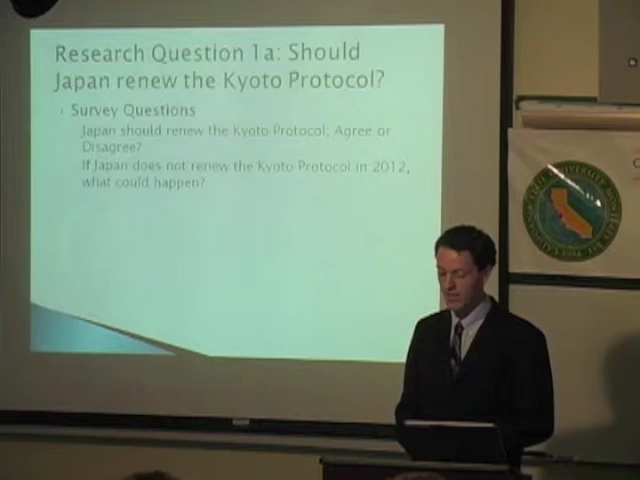 Research Question 1a: Should
Japan renew the Kyoto Protocol?
Survey Questions
Japan should renew the Kyoto Protocol; Agree or
Disagree?
If Japan does not renew the Kyoto Protocol in 2012,
what could happen?